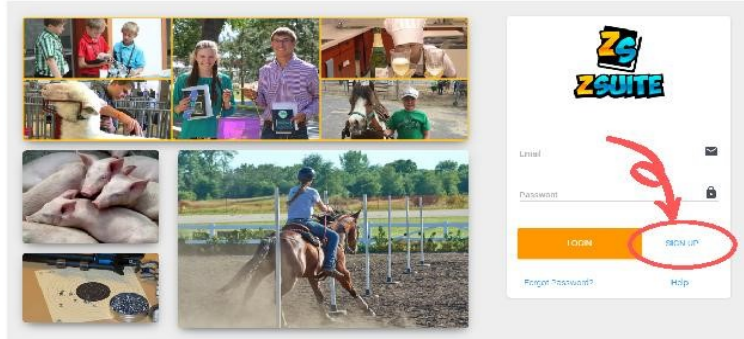 ZS
ZSUITE
Email
Password
LOGIN
SIGN UP
Forgot Password?
Help